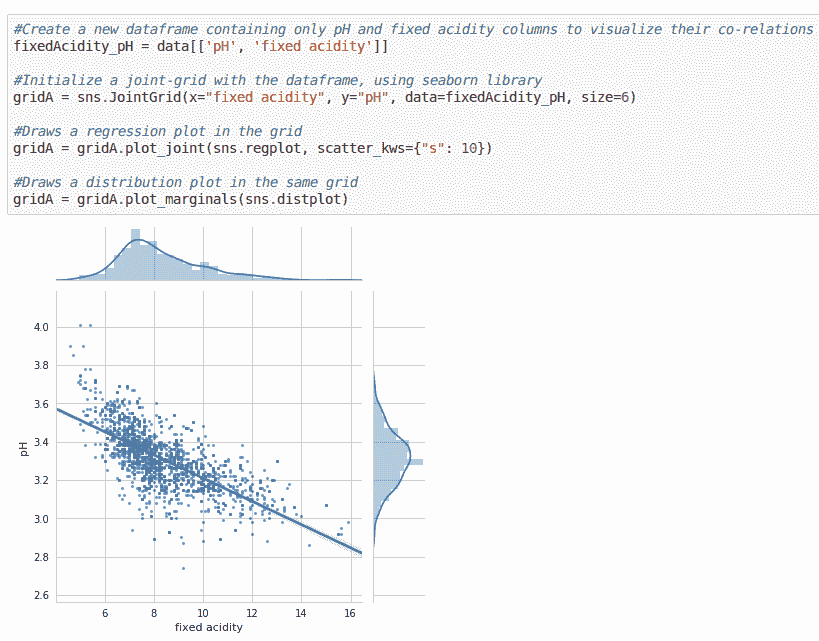 #Create a new dataframe containing only pH and fixed acidity columns to visualize their co-relations
fixedAcidity_pH = data[['pH', 'fixed acidity']]
#Initialize a joint-grid with the dataframe, using seaborn library
gridA = sns.JointGrid(x="fixed acidity", y="pH", data=fixedAcidity_pH, size=6)
#Draws a regression plot in the grid
gridA = gridA.plot_joint(sns.regplot, scatter_kws={"s": 10})
#Draws a distribution plot in the same grid
gridA = gridA.plot_marginals(sns.distplot)
4.0
3.8
3.6
3.4
3.2
3.0
2.8
2.6
pH
6 8 10 12 14 16
fixed acidity